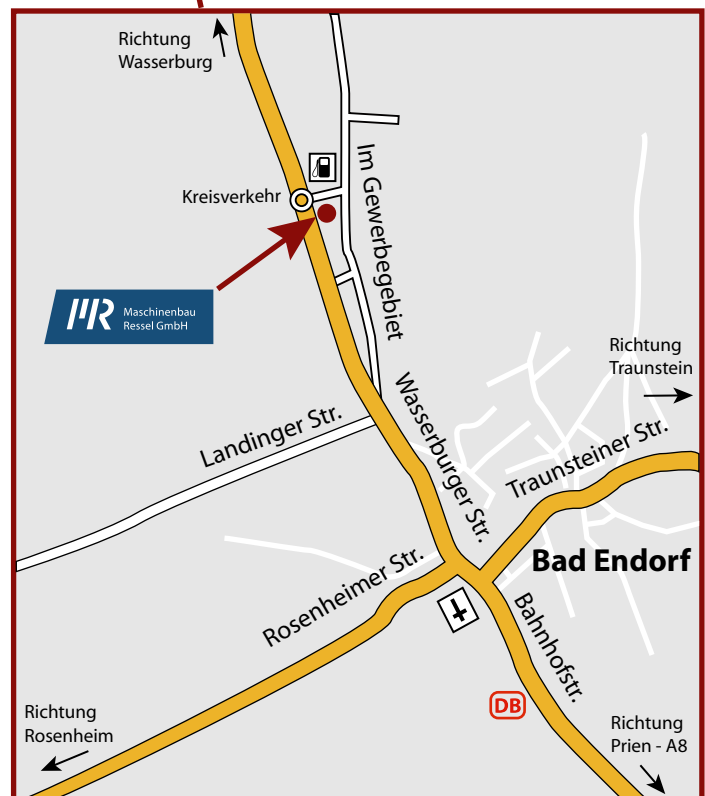 Richtung
Wasserburg
Kreisverkehr
Im Gewerbegebiet
MR
Maschinenbau
Ressel GmbH
Richtung
Traunstein
Landinger Str.
Wasserburger Str.
Traunsteiner Str.
Bad Endorf
Rosenheimer Str.
Bahnhofstr.
DB
Richtung
Rosenheim
Richtung
Prien - A8